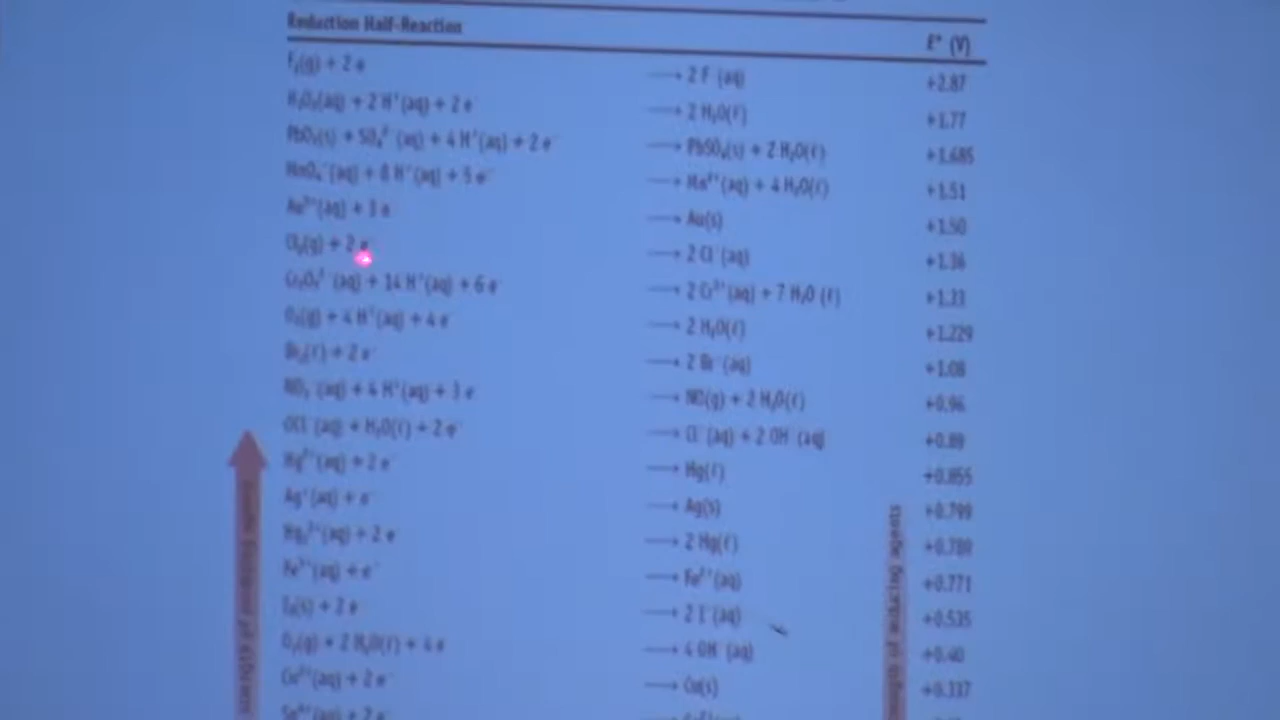 Reduction Half-Reaction E° (V)
F₂(g) + 2 e⁻ ⟶ 2 F⁻(aq) +2.87
H₂O₂(aq) + 2 H⁺(aq) + 2 e⁻ ⟶ 2 H₂O(ℓ) +1.77
PbO₂(s) + SO₄²⁻(aq) + 4 H⁺(aq) + 2 e⁻ ⟶ PbSO₄(s) + 2 H₂O(ℓ) +1.685
MnO₄⁻(aq) + 8 H⁺(aq) + 5 e⁻ ⟶ Mn²⁺(aq) + 4 H₂O(ℓ) +1.51
Au³⁺(aq) + 3 e⁻ ⟶ Au(s) +1.50
Cl₂(g) + 2 e⁻ ⟶ 2 Cl⁻(aq) +1.36
Cr₂O₇²⁻(aq) + 14 H⁺(aq) + 6 e⁻ ⟶ 2 Cr³⁺(aq) + 7 H₂O (ℓ) +1.33
O₂(g) + 4 H⁺(aq) + 4 e⁻ ⟶ 2 H₂O(ℓ) +1.229
Br₂(ℓ) + 2 e⁻ ⟶ 2 Br⁻(aq) +1.08
NO₃⁻(aq) + 4 H⁺(aq) + 3 e⁻ ⟶ NO(g) + 2 H₂O(ℓ) +0.96
OCl⁻(aq) + H₂O(ℓ) + 2 e⁻ ⟶ Cl⁻(aq) + 2 OH⁻(aq) +0.89
Hg²⁺(aq) + 2 e⁻ ⟶ Hg(ℓ) +0.855
Ag⁺(aq) + e⁻ ⟶ Ag(s) +0.799
Hg₂²⁺(aq) + 2 e⁻ ⟶ 2 Hg(ℓ) +0.789
Fe³⁺(aq) + e⁻ ⟶ Fe²⁺(aq) +0.771
I₂(s) + 2 e⁻ ⟶ 2 I⁻(aq) +0.535
O₂(g) + 2 H₂O(ℓ) + 4 e⁻ ⟶ 4 OH⁻(aq) +0.40
Cu²⁺(aq) + 2 e⁻ ⟶ Cu(s) +0.337
Sn⁴⁺(aq) + 2 e⁻
of reducing agents